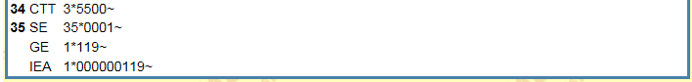 34 CTT 3*5500~
35 SE 35*0001~
GE 1*119~
IEA 1*000000119~